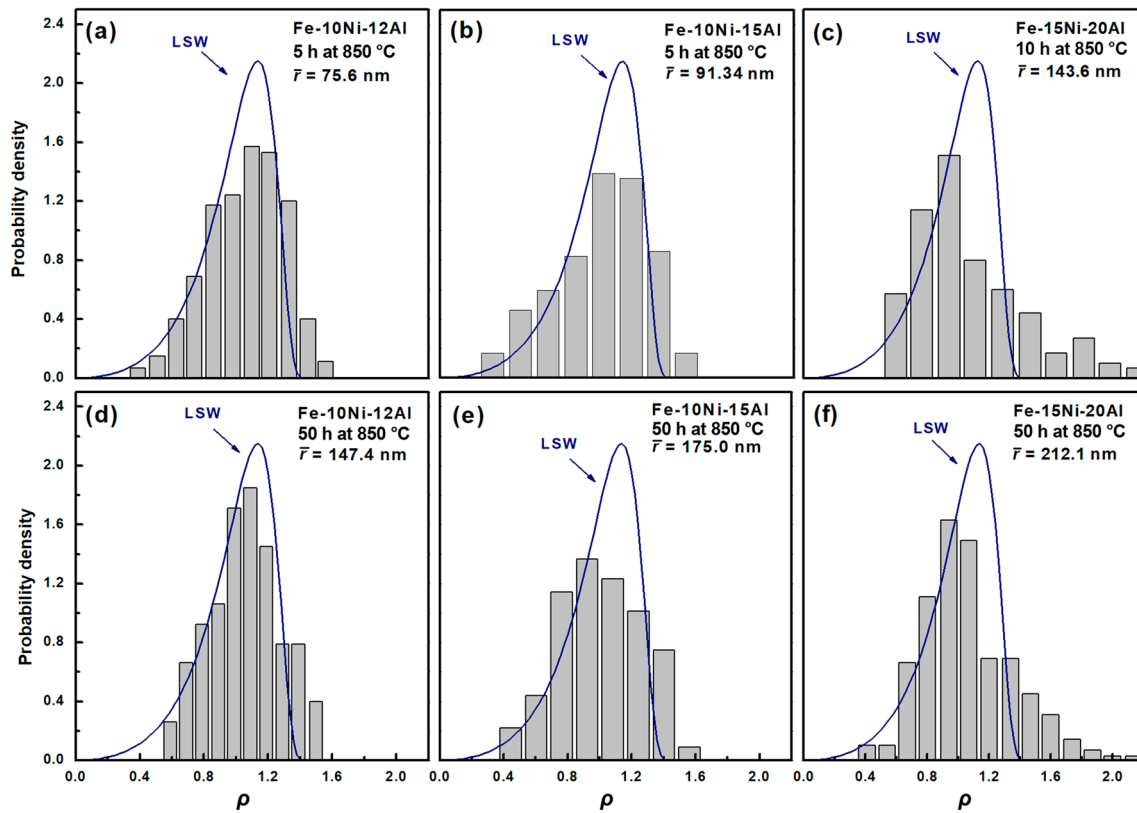 (a)
Fe-10Ni-12Al
5 h at 850 °C
r̄ = 75.6 nm
LSW
(b)
Fe-10Ni-15Al
5 h at 850 °C
r̄ = 91.34 nm
LSW
(c)
Fe-15Ni-20Al
10 h at 850 °C
r̄ = 143.6 nm
LSW
Probability density
2.4
2.0
1.6
1.2
0.8
0.4
0.0
(d)
Fe-10Ni-12Al
50 h at 850 °C
r̄ = 147.4 nm
LSW
(e)
Fe-10Ni-15Al
50 h at 850 °C
r̄ = 175.0 nm
LSW
(f)
Fe-15Ni-20Al
50 h at 850 °C
r̄ = 212.1 nm
LSW
Probability density
2.4
2.0
1.6
1.2
0.8
0.4
0.0
0.0 0.4 0.8 1.2 1.6 2.0
0.0 0.4 0.8 1.2 1.6 2.0
0.0 0.4 0.8 1.2 1.6 2.0
ρ
ρ
ρ